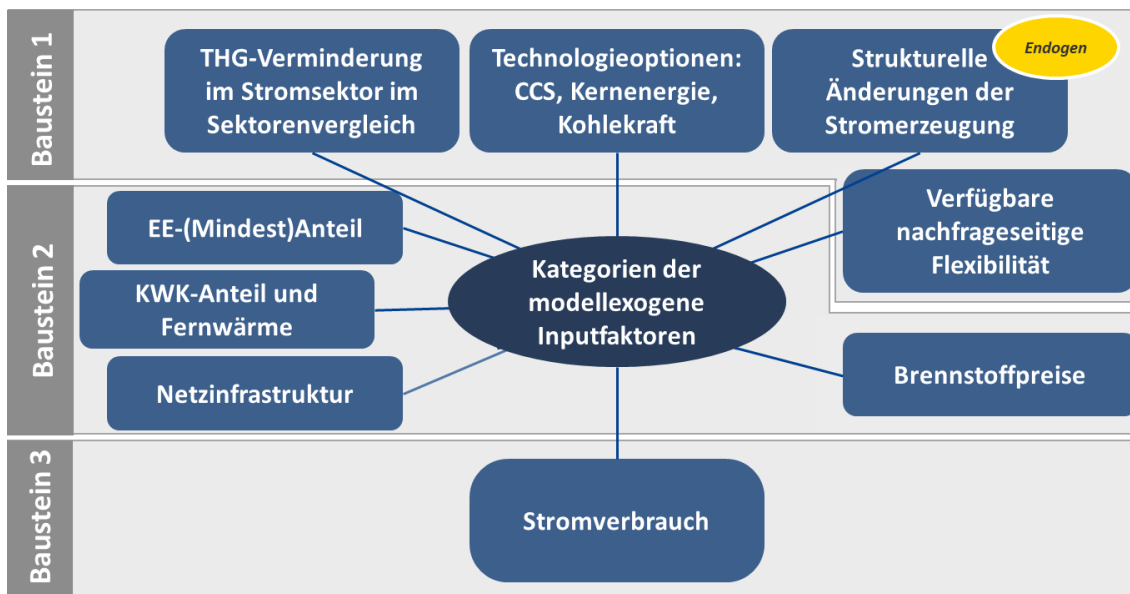 Baustein 1
THG-Verminderung
im Stromsektor im
Sektorenvergleich
Technologieoptionen:
CCS, Kernenergie,
Kohlekraft
Strukturelle
Änderungen der
Stromerzeugung
Endogen
Baustein 2
EE-(Mindest)Anteil
KWK-Anteil und
Fernwärme
Netzinfrastruktur
Kategorien der
modellexogene
Inputfaktoren
Verfügbare
nachfrageseitige
Flexibilität
Brennstoffpreise
Baustein 3
Stromverbrauch